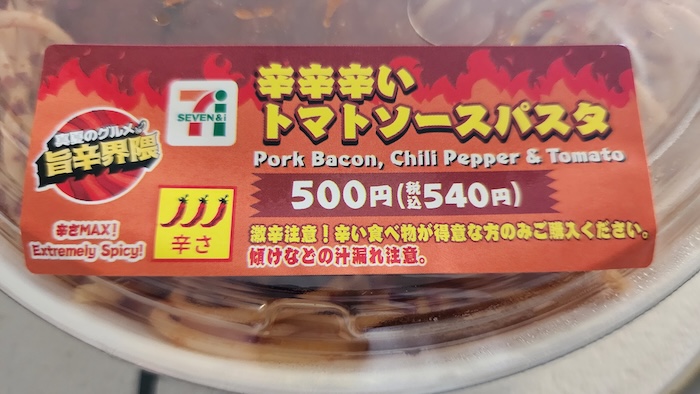 真夏のグルメ
旨辛界隈
辛さMAX!
Extremely Spicy!
7
SEVEN&i
辛さ
辛辛辛い
トマトソースパスタ
Pork Bacon, Chili Pepper & Tomato
500円(税込540円)
激辛注意！辛い食べ物が得意な方のみご購入ください。
傾けなどの汁漏れ注意。